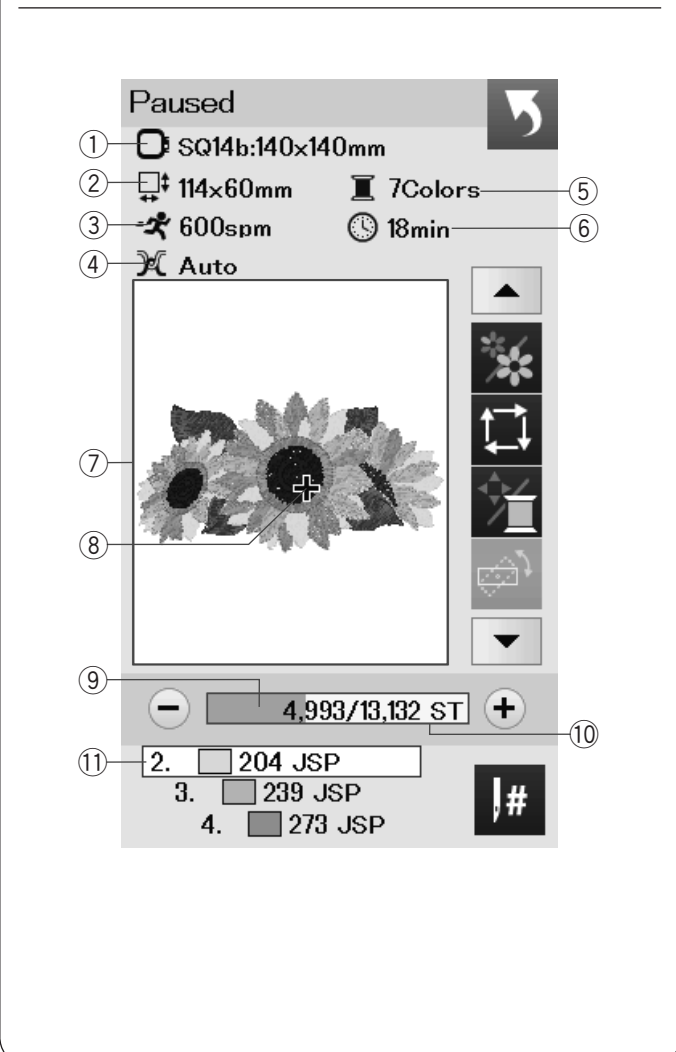 Paused
① SQ14b:140x140mm
② 114x60mm 7Colors ⑤
③ 600spm 18min ⑥
④ Auto
⑦
⑧
⑨
4,993/13,132 ST
⑩
⑪ 2. 204 JSP
3. 239 JSP
4. 273 JSP
#